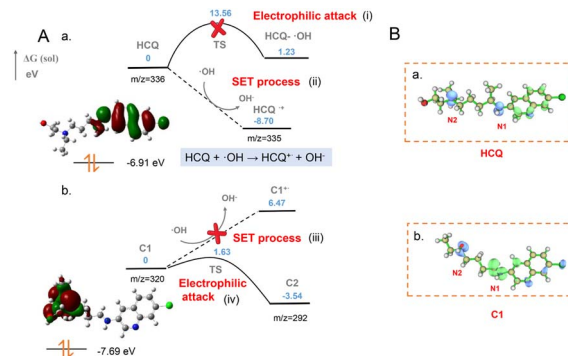 A
B
ΔG (sol)
eV
a.
13.56
Electrophilic attack (i)
TS
HCQ
0
m/z=336
HCQ- ·OH
1.23
·OH
SET process (ii)
OH-
HCQ·+
-8.70
m/z=335
-6.91 eV
HCQ + ·OH → HCQ+· + OH-
b.
OH-
C1+·
6.47
·OH
SET process (iii)
C1
0
m/z=320
1.63
TS
Electrophilic
attack (iv)
C2
-3.54
m/z=292
-7.69 eV
a.
N2
N1
HCQ
b.
N2
N1
C1